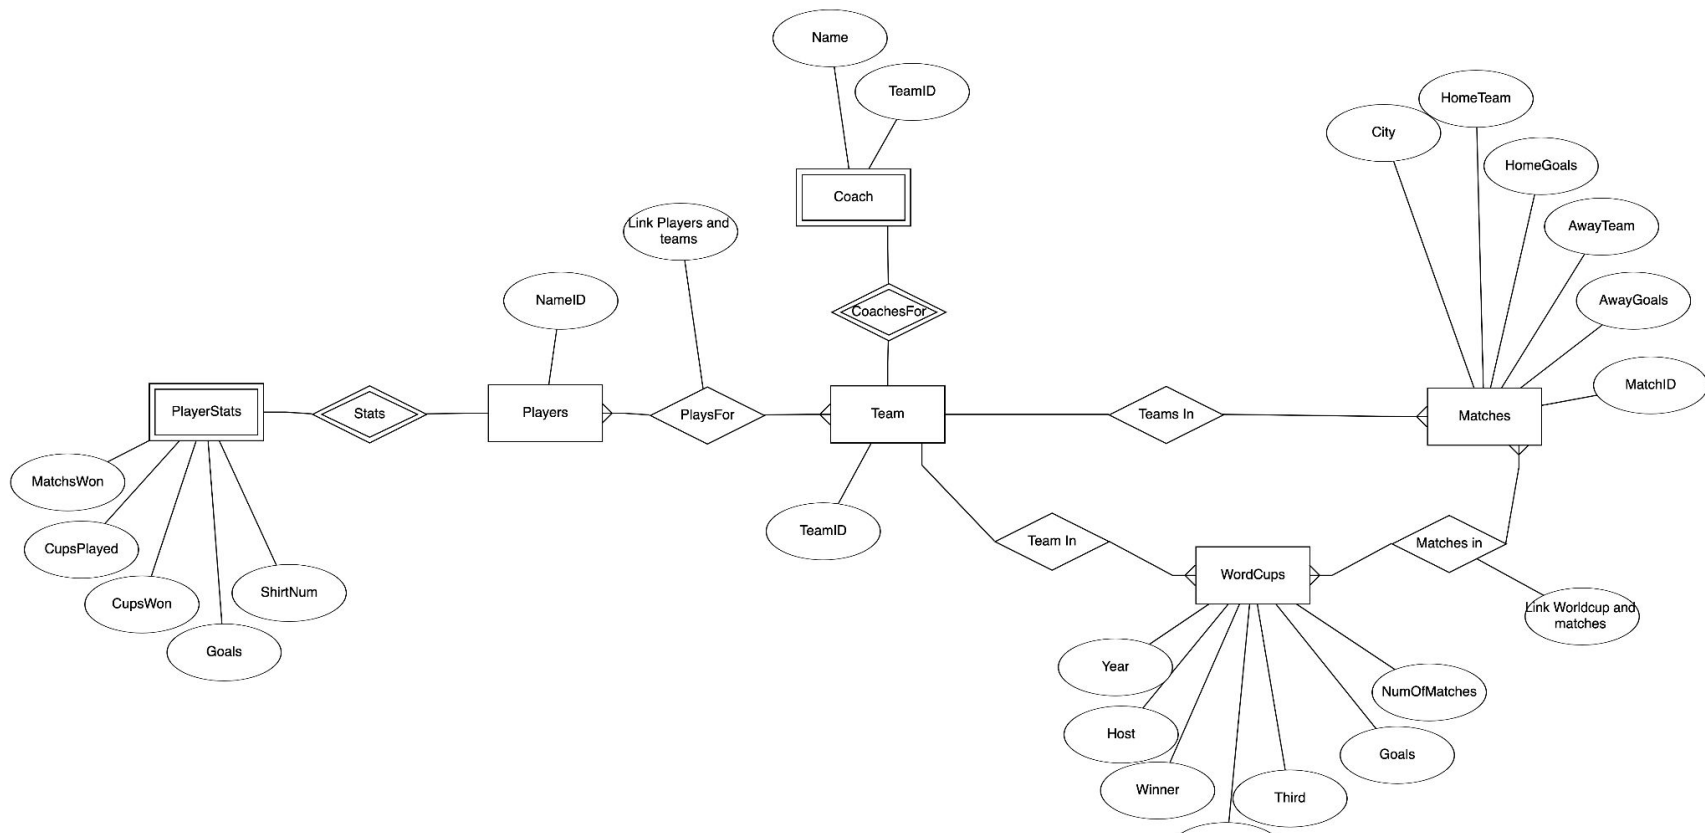 Name
TeamID
HomeTeam
City
HomeGoals
Coach
Link Players and
teams
AwayTeam
NameID
AwayGoals
CoachesFor
MatchID
PlayerStats
Stats
Players
PlaysFor
Team
Teams In
Matches
MatchsWon
TeamID
CupsPlayed
Team In
Matches in
WordCups
CupsWon
ShirtNum
Link Worldcup and
matches
Goals
Year
NumOfMatches
Host
Goals
Winner
Third